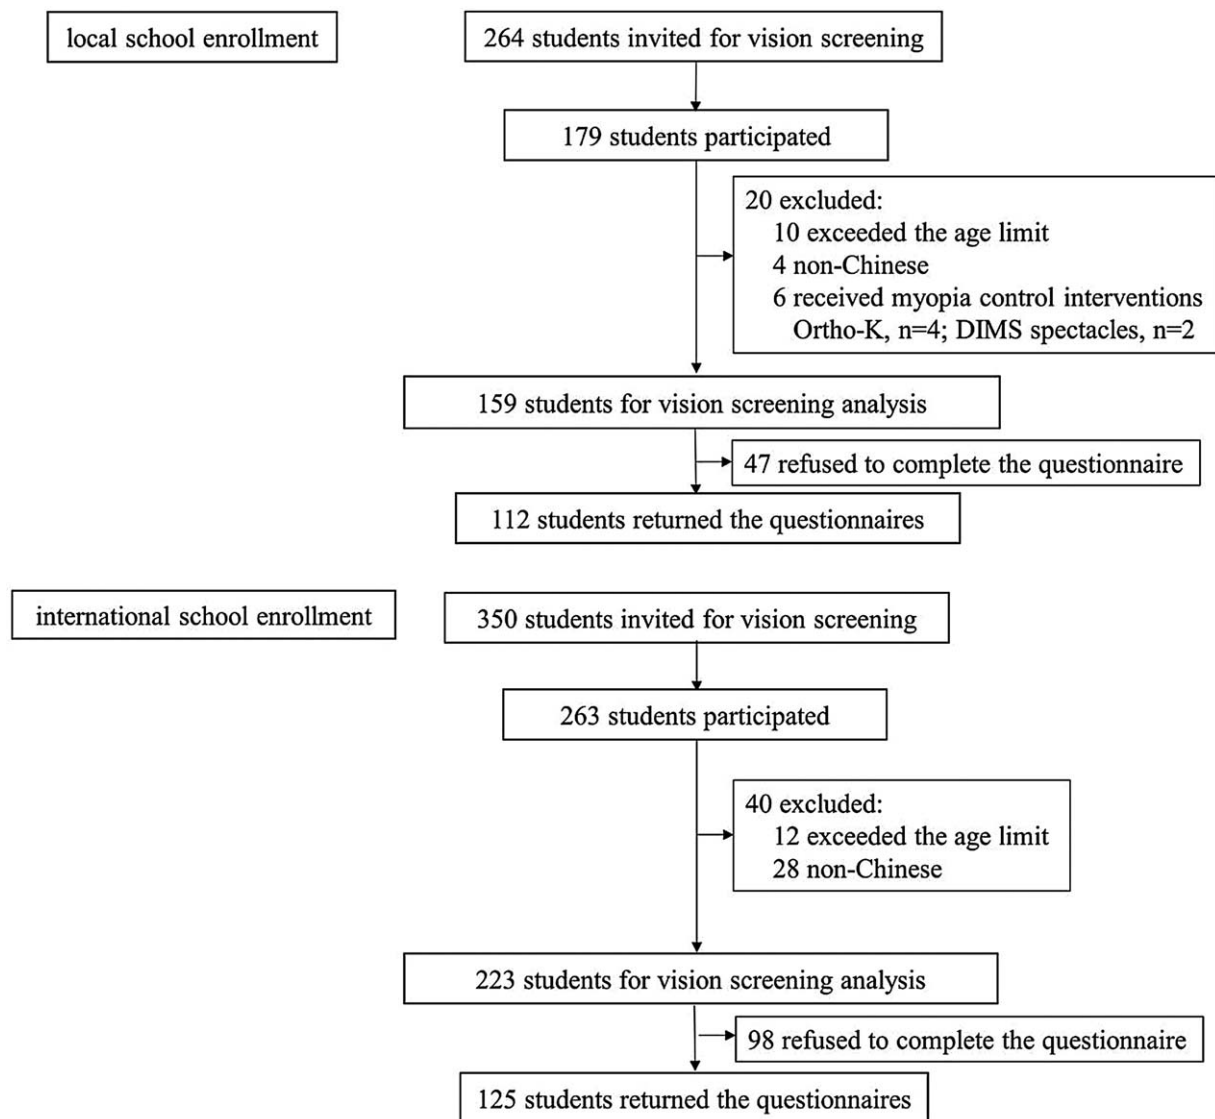 local school enrollment
264 students invited for vision screening
179 students participated
20 excluded:
10 exceeded the age limit
4 non-Chinese
6 received myopia control interventions
Ortho-K, n=4; DIMS spectacles, n=2
159 students for vision screening analysis
47 refused to complete the questionnaire
112 students returned the questionnaires
international school enrollment
350 students invited for vision screening
263 students participated
40 excluded:
12 exceeded the age limit
28 non-Chinese
223 students for vision screening analysis
98 refused to complete the questionnaire
125 students returned the questionnaires